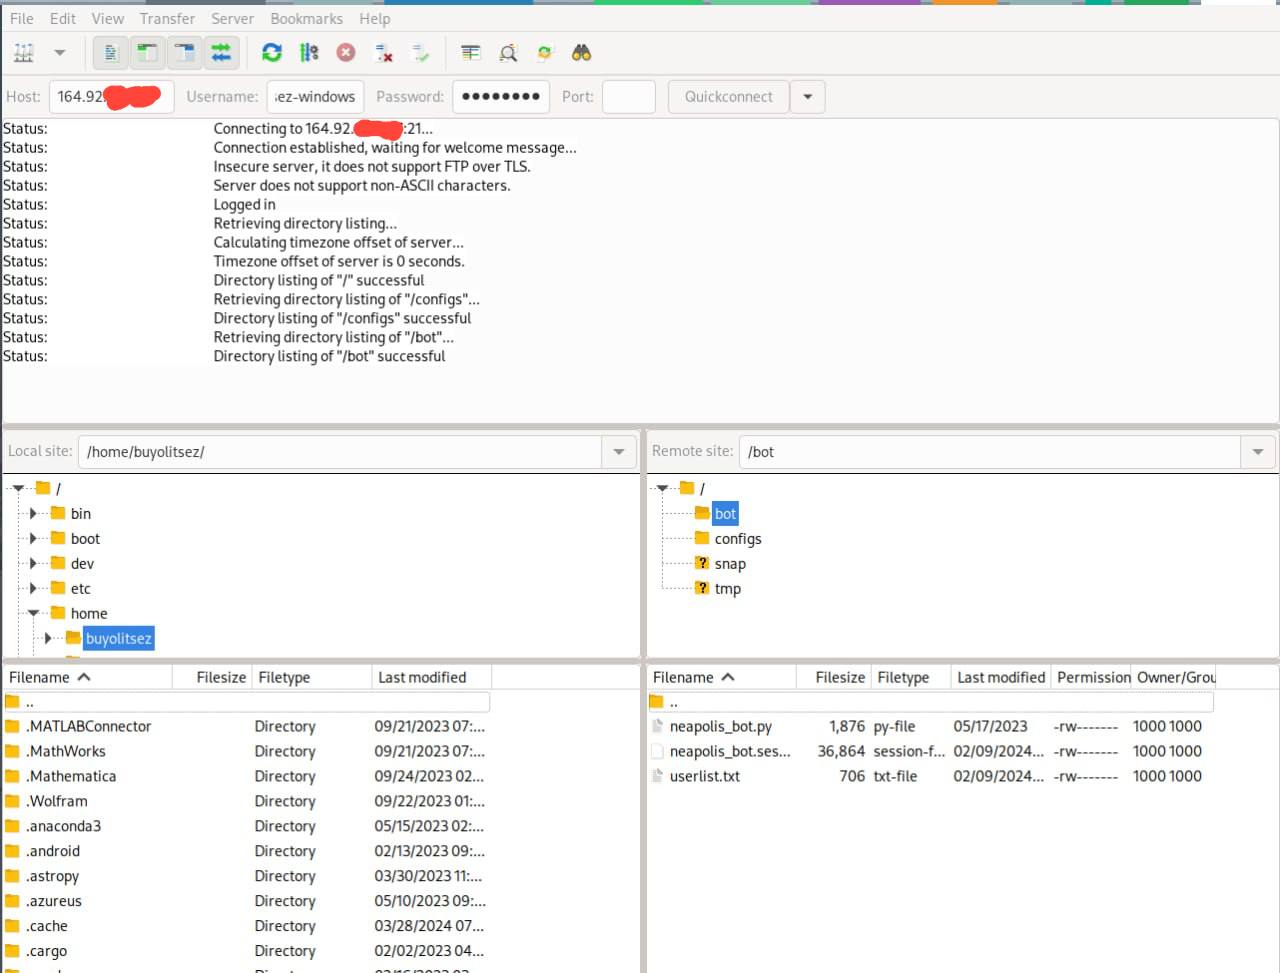 File Edit View Transfer Server Bookmarks Help
Host: 164.92. Username: sez-windows Password: ●●●●●●●● Port: Quickconnect
Status: Connecting to 164.92. :21...
Status: Connection established, waiting for welcome message...
Status: Insecure server, it does not support FTP over TLS.
Status: Server does not support non-ASCII characters.
Status: Logged in
Status: Retrieving directory listing...
Status: Calculating timezone offset of server...
Status: Timezone offset of server is 0 seconds.
Status: Directory listing of "/" successful
Status: Retrieving directory listing of "/configs"...
Status: Directory listing of "/configs" successful
Status: Retrieving directory listing of "/bot"...
Status: Directory listing of "/bot" successful
Local site: /home/buyolitsez/
/
bin
boot
dev
etc
home
buyolitsez
Filename Filesize Filetype Last modified
..
.MATLABConnector Directory 09/21/2023 07:...
.MathWorks Directory 09/21/2023 07:...
.Mathematica Directory 09/24/2023 02...
.Wolfram Directory 09/22/2023 01:...
.anaconda3 Directory 05/15/2023 02:...
.android Directory 02/13/2023 09:...
.astropy Directory 03/30/2023 11:...
.azureus Directory 05/10/2023 09:...
.cache Directory 03/28/2024 07...
.cargo Directory 02/02/2023 04...
Remote site: /bot
/
bot
configs
? snap
? tmp
Filename Filesize Filetype Last modified Permission Owner/Grou
..
neapolis_bot.py 1,876 py-file 05/17/2023 -rw------- 1000 1000
neapolis_bot.ses... 36,864 session-f... 02/09/2024... -rw------- 1000 1000
userlist.txt 706 txt-file 02/09/2024... -rw------- 1000 1000